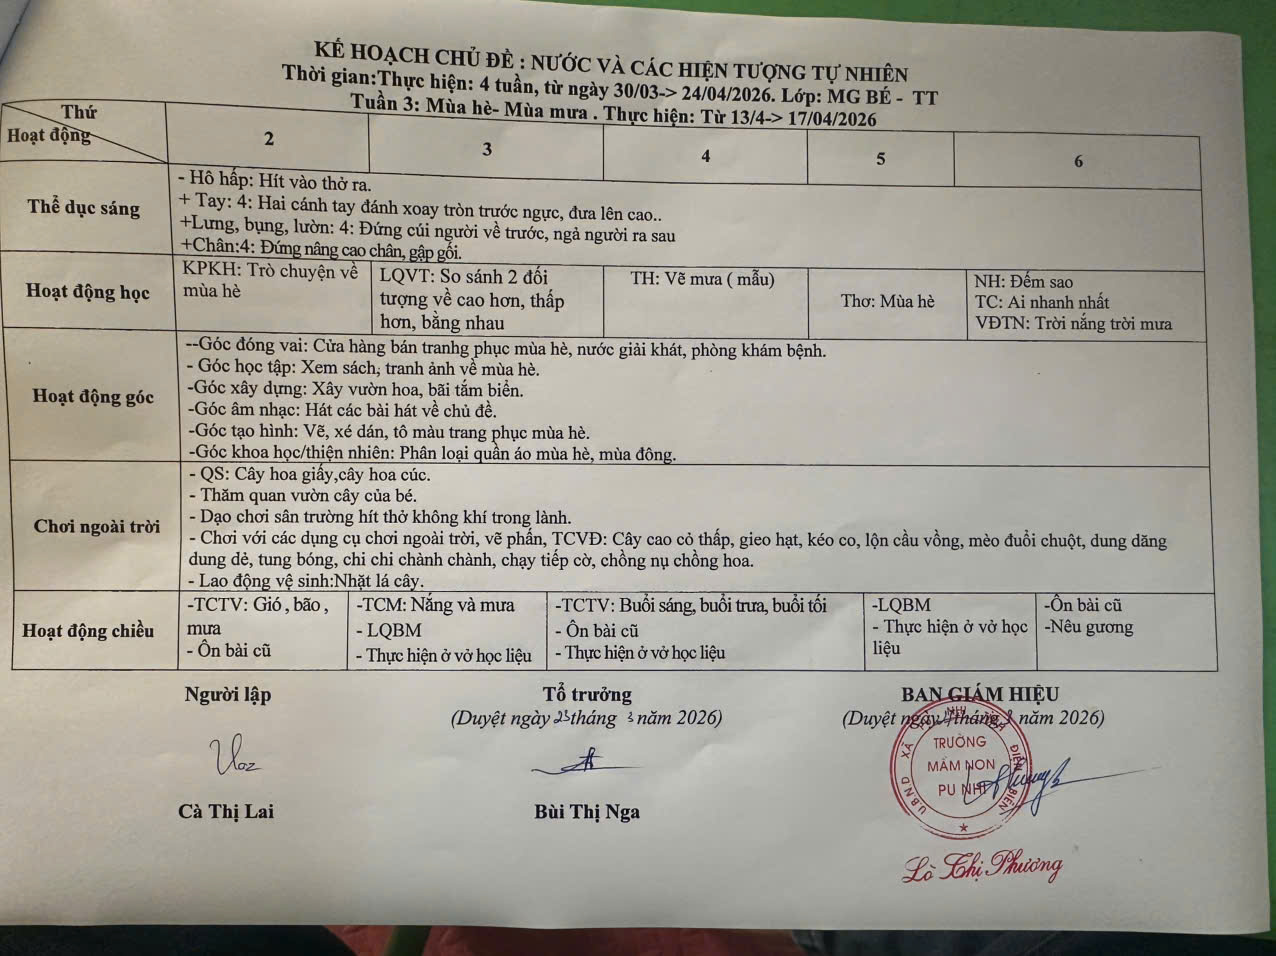 KẾ HOẠCH CHỦ ĐỀ : NƯỚC VÀ CÁC HIỆN TƯỢNG TỰ NHIÊN
Thời gian:Thực hiện: 4 tuần, từ ngày 30/03-> 24/04/2026. Lớp: MG BÉ - TT
Tuần 3: Mùa hè- Mùa mưa . Thực hiện: Từ 13/4-> 17/04/2026
Thứ
Hoạt động
2
3
4
5
6
Thể dục sáng
- Hô hấp: Hít vào thở ra.
+ Tay: 4: Hai cánh tay đánh xoay tròn trước ngực, đưa lên cao..
+Lưng, bụng, lườn: 4: Đứng cúi người về trước, ngả người ra sau
+Chân:4: Đứng nâng cao chân, gập gối.
Hoạt động học
KPKH: Trò chuyện về
mùa hè
LQVT: So sánh 2 đối
tượng về cao hơn, thấp
hơn, bằng nhau
TH: Vẽ mưa ( mẫu)
Thơ: Mùa hè
NH: Đếm sao
TC: Ai nhanh nhất
VĐTN: Trời nắng trời mưa
Hoạt động góc
--Góc đóng vai: Cửa hàng bán tranhg phục mùa hè, nước giải khát, phòng khám bệnh.
- Góc học tập: Xem sách, tranh ảnh về mùa hè.
-Góc xây dựng: Xây vườn hoa, bãi tắm biển.
-Góc âm nhạc: Hát các bài hát về chủ đề.
-Góc tạo hình: Vẽ, xé dán, tô màu trang phục mùa hè.
-Góc khoa học/thiện nhiên: Phân loại quần áo mùa hè, mùa đông.
Chơi ngoài trời
- QS: Cây hoa giấy,cây hoa cúc.
- Thăm quan vườn cây của bé.
- Dạo chơi sân trường hít thở không khí trong lành.
- Chơi với các dụng cụ chơi ngoài trời, vẽ phấn, TCVĐ: Cây cao cỏ thấp, gieo hạt, kéo co, lộn cầu vồng, mèo đuổi chuột, dung dăng
dung dẻ, tung bóng, chi chi chành chành, chạy tiếp cờ, chồng nụ chồng hoa.
- Lao động vệ sinh:Nhặt lá cây.
Hoạt động chiều
-TCTV: Gió , bão ,
mưa
- Ôn bài cũ
-TCM: Nắng và mưa
- LQBM
- Thực hiện ở vở học liệu
-TCTV: Buổi sáng, buổi trưa, buổi tối
- Ôn bài cũ
- Thực hiện ở vở học liệu
-LQBM
- Thực hiện ở vở học
liệu
-Ôn bài cũ
-Nêu gương
Người lập
Tổ trưởng
BAN GIÁM HIỆU
(Duyệt ngày 23 tháng 3 năm 2026)
(Duyệt ngày tháng năm 2026)
U.B.N.D XÃ PU NHI TỈNH ĐIỆN BIÊN
TRƯỜNG
MẦM NON
PU NHI
Cà Thị Lai
Bùi Thị Nga
Lò Thị Phương